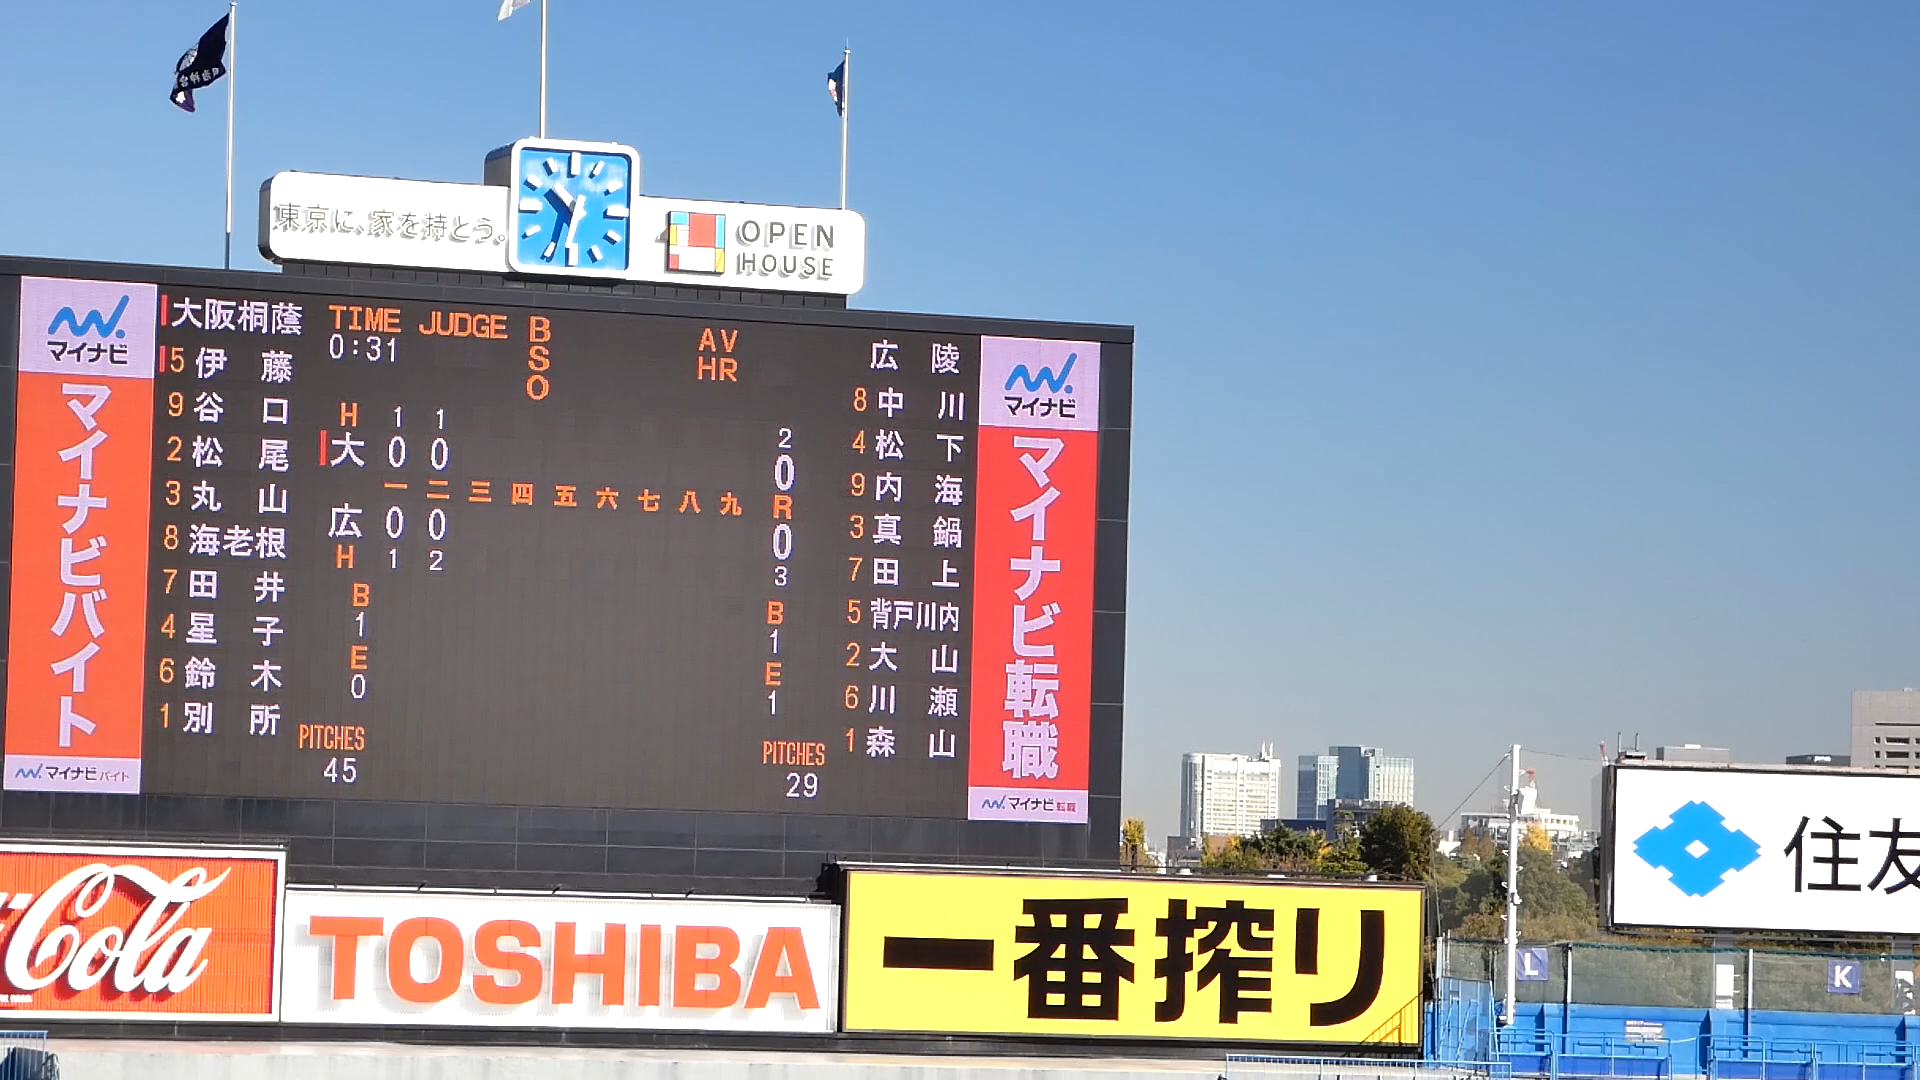 東京に、家を持とう。
OPEN
HOUSE
マイナビ
マイナビバイト
マイナビバイト
大阪桐蔭
5 伊藤
9 谷口
2 松尾
3 丸山
8 海老根
7 田井
4 星子
6 鈴木
1 別所
TIME JUDGE
0:31
B
S
O
AV
HR
H 1 1
大 0 0 2 0
一 二 三 四 五 六 七 八 九 R
広 0 0 0
H 1 2 3
B
1
E
0
PITCHES
45
B
1
E
1
PITCHES
29
広陵
8 中川
4 松下
9 内海
3 真鍋
7 田上
5 背戸川内
2 大山
6 川瀬
1 森山
マイナビ
マイナビ転職
マイナビ転職
Cola
TOSHIBA
一番搾り
住友
L
K